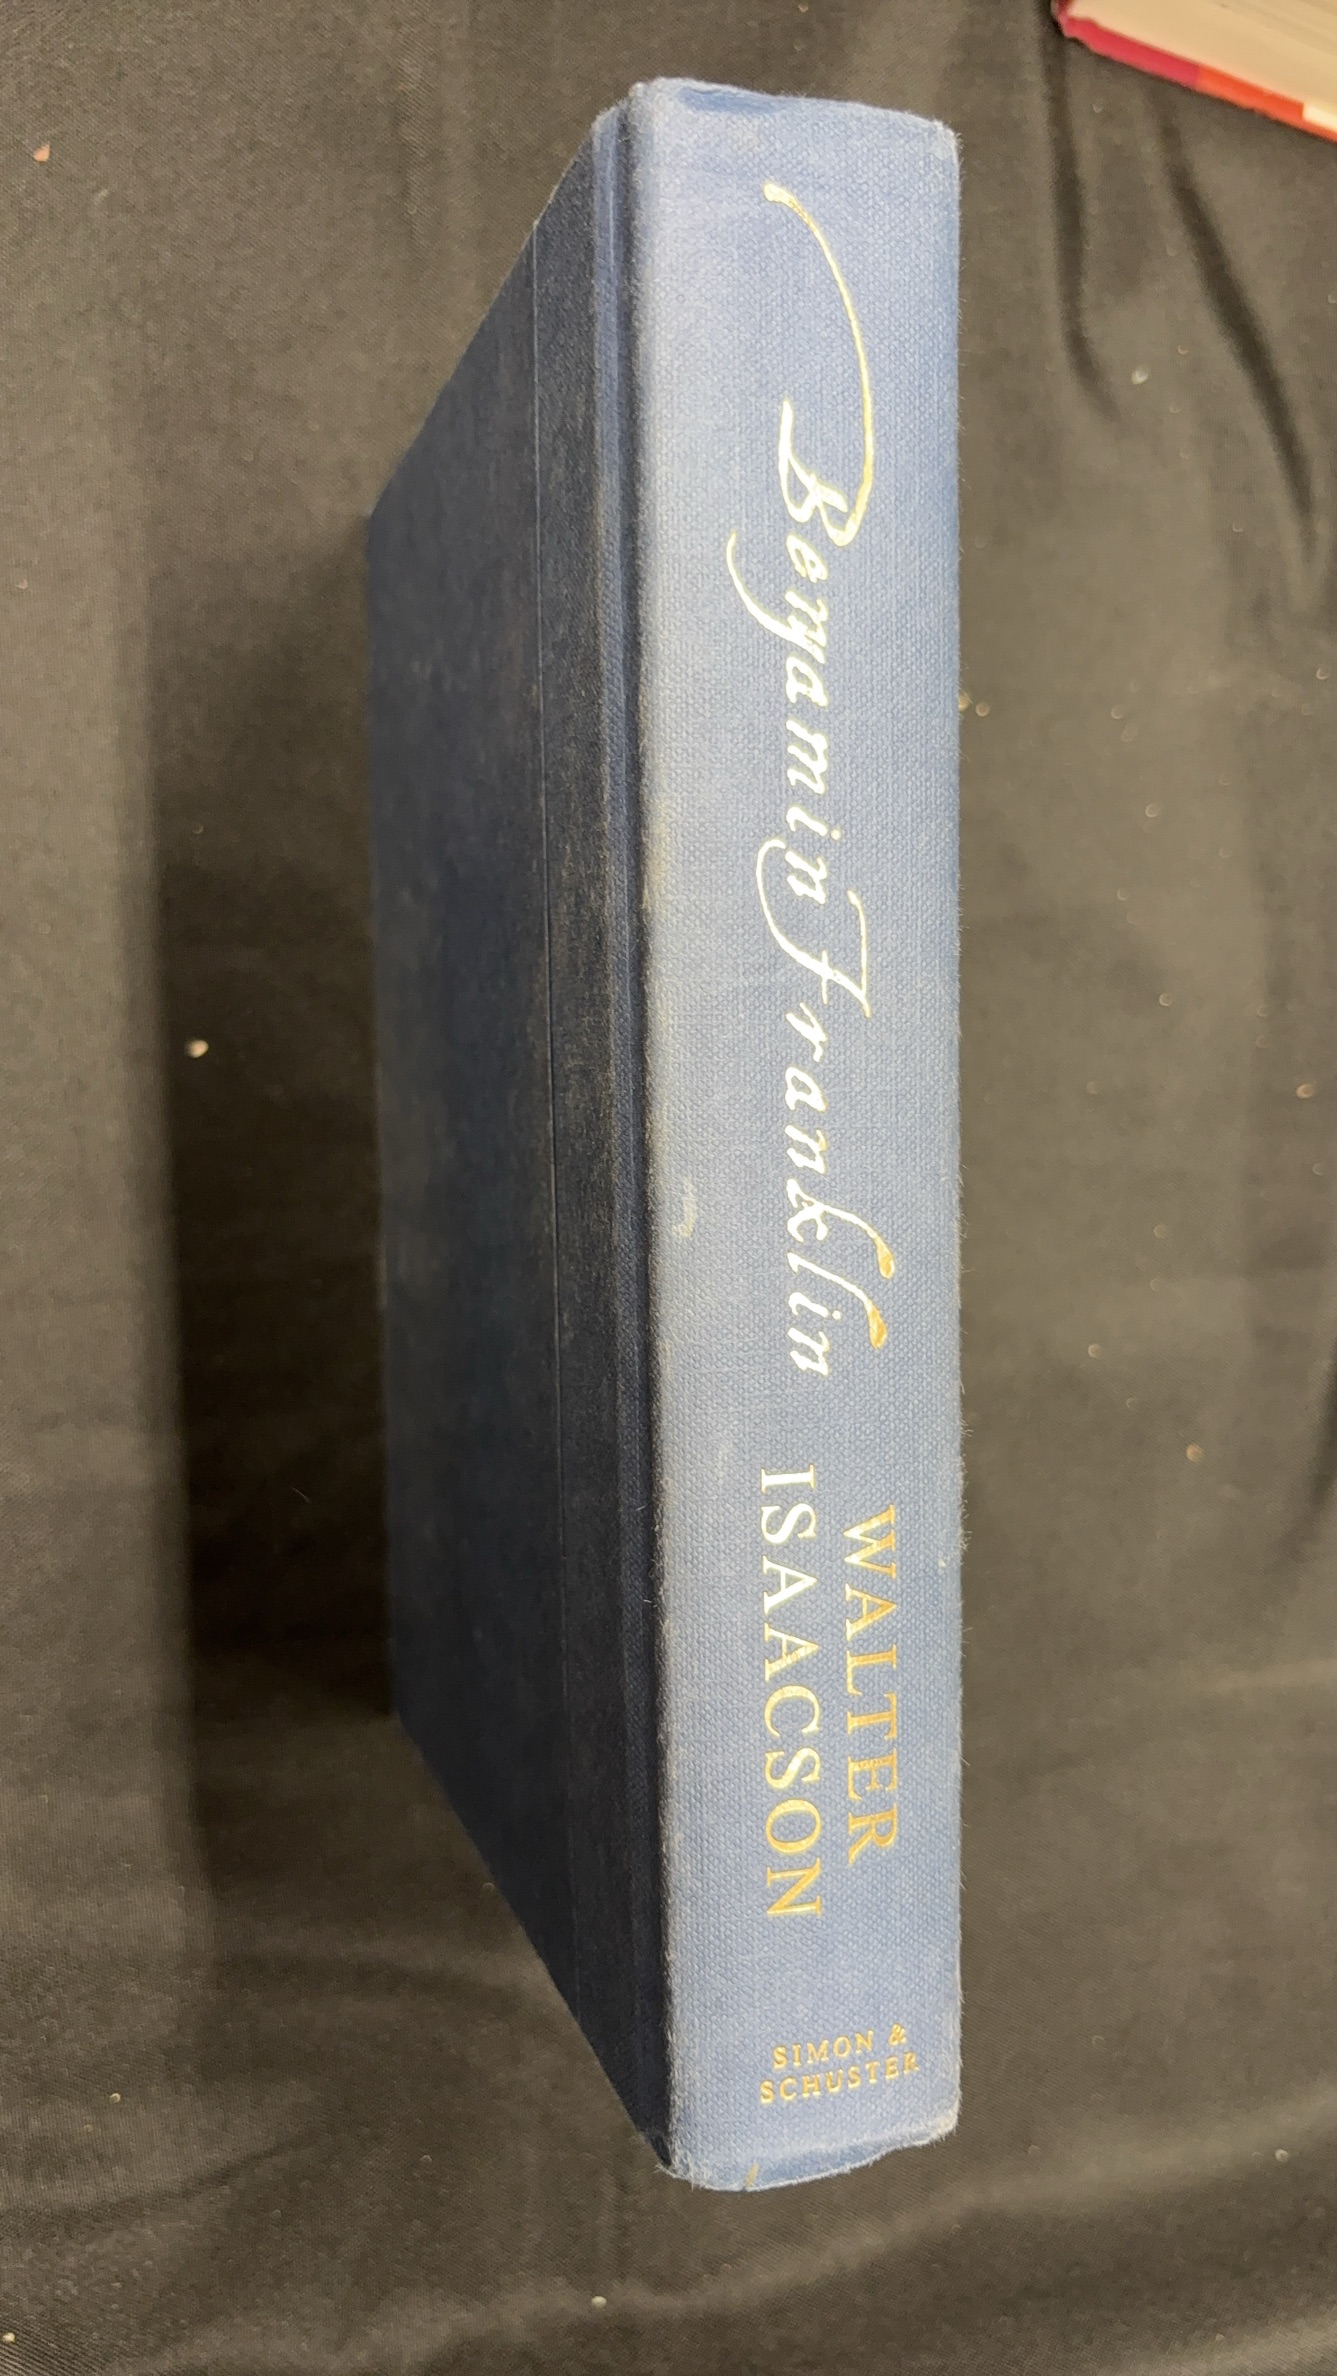 Benjamin Franklin
WALTER
ISAACSON
SIMON &
SCHUSTER